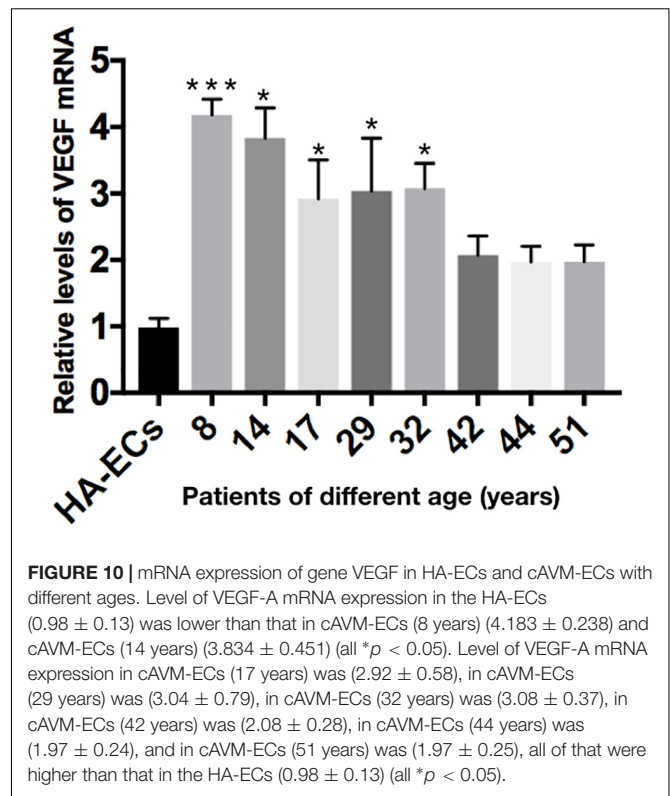 Relative levels of VEGF mRNA
5
4
3
2
1
0
***
*
*
*
*
HA-ECs
8
14
17
29
32
42
44
51
Patients of different age (years)
FIGURE 10 | mRNA expression of gene VEGF in HA-ECs and cAVM-ECs with
different ages. Level of VEGF-A mRNA expression in the HA-ECs
(0.98 ± 0.13) was lower than that in cAVM-ECs (8 years) (4.183 ± 0.238) and
cAVM-ECs (14 years) (3.834 ± 0.451) (all *p < 0.05). Level of VEGF-A mRNA
expression in cAVM-ECs (17 years) was (2.92 ± 0.58), in cAVM-ECs
(29 years) was (3.04 ± 0.79), in cAVM-ECs (32 years) was (3.08 ± 0.37), in
cAVM-ECs (42 years) was (2.08 ± 0.28), in cAVM-ECs (44 years) was
(1.97 ± 0.24), and in cAVM-ECs (51 years) was (1.97 ± 0.25), all of that were
higher than that in the HA-ECs (0.98 ± 0.13) (all *p < 0.05).